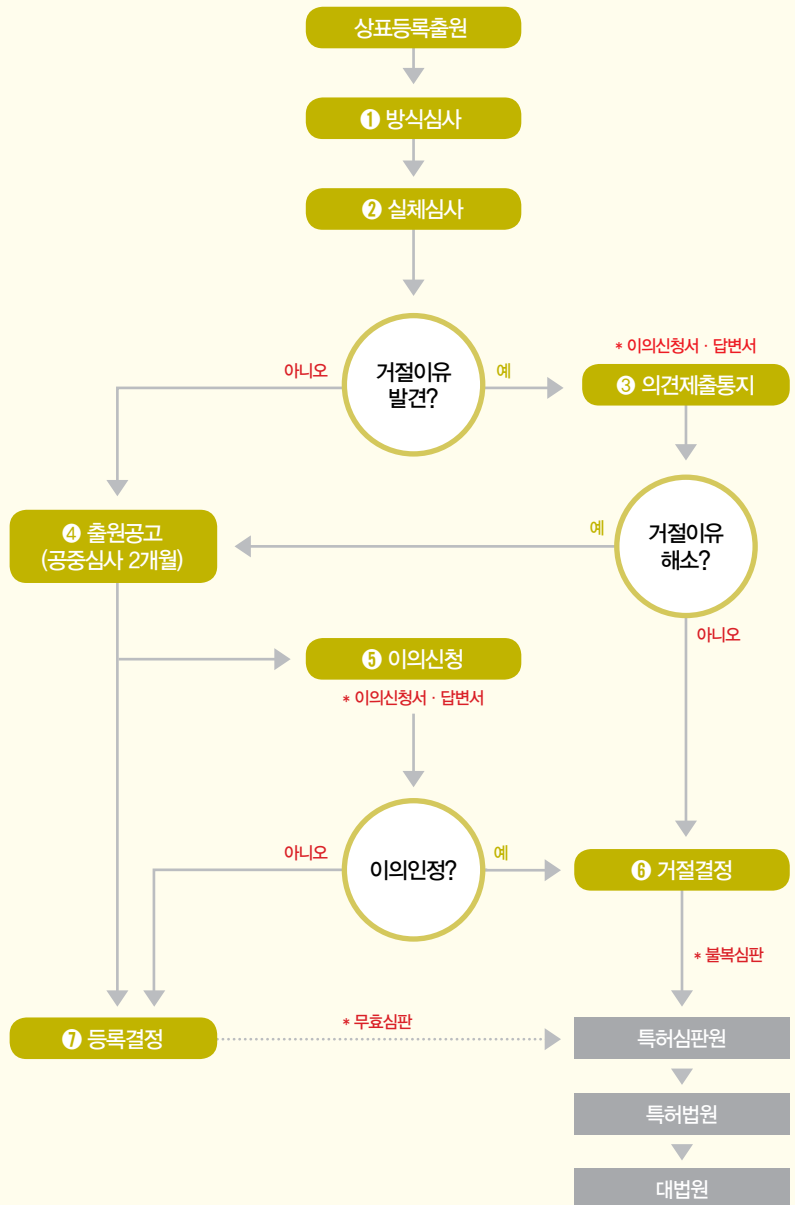 상표등록출원
❶ 방식심사
❷ 실체심사
거절이유
발견?
아니오
예
* 이의신청서 · 답변서
❸ 의견제출통지
❹ 출원공고
(공중심사 2개월)
예
거절이유
해소?
아니오
❺ 이의신청
* 이의신청서 · 답변서
아니오
이의인정?
예
❻ 거절결정
* 불복심판
❼ 등록결정
* 무효심판
특허심판원
특허법원
대법원